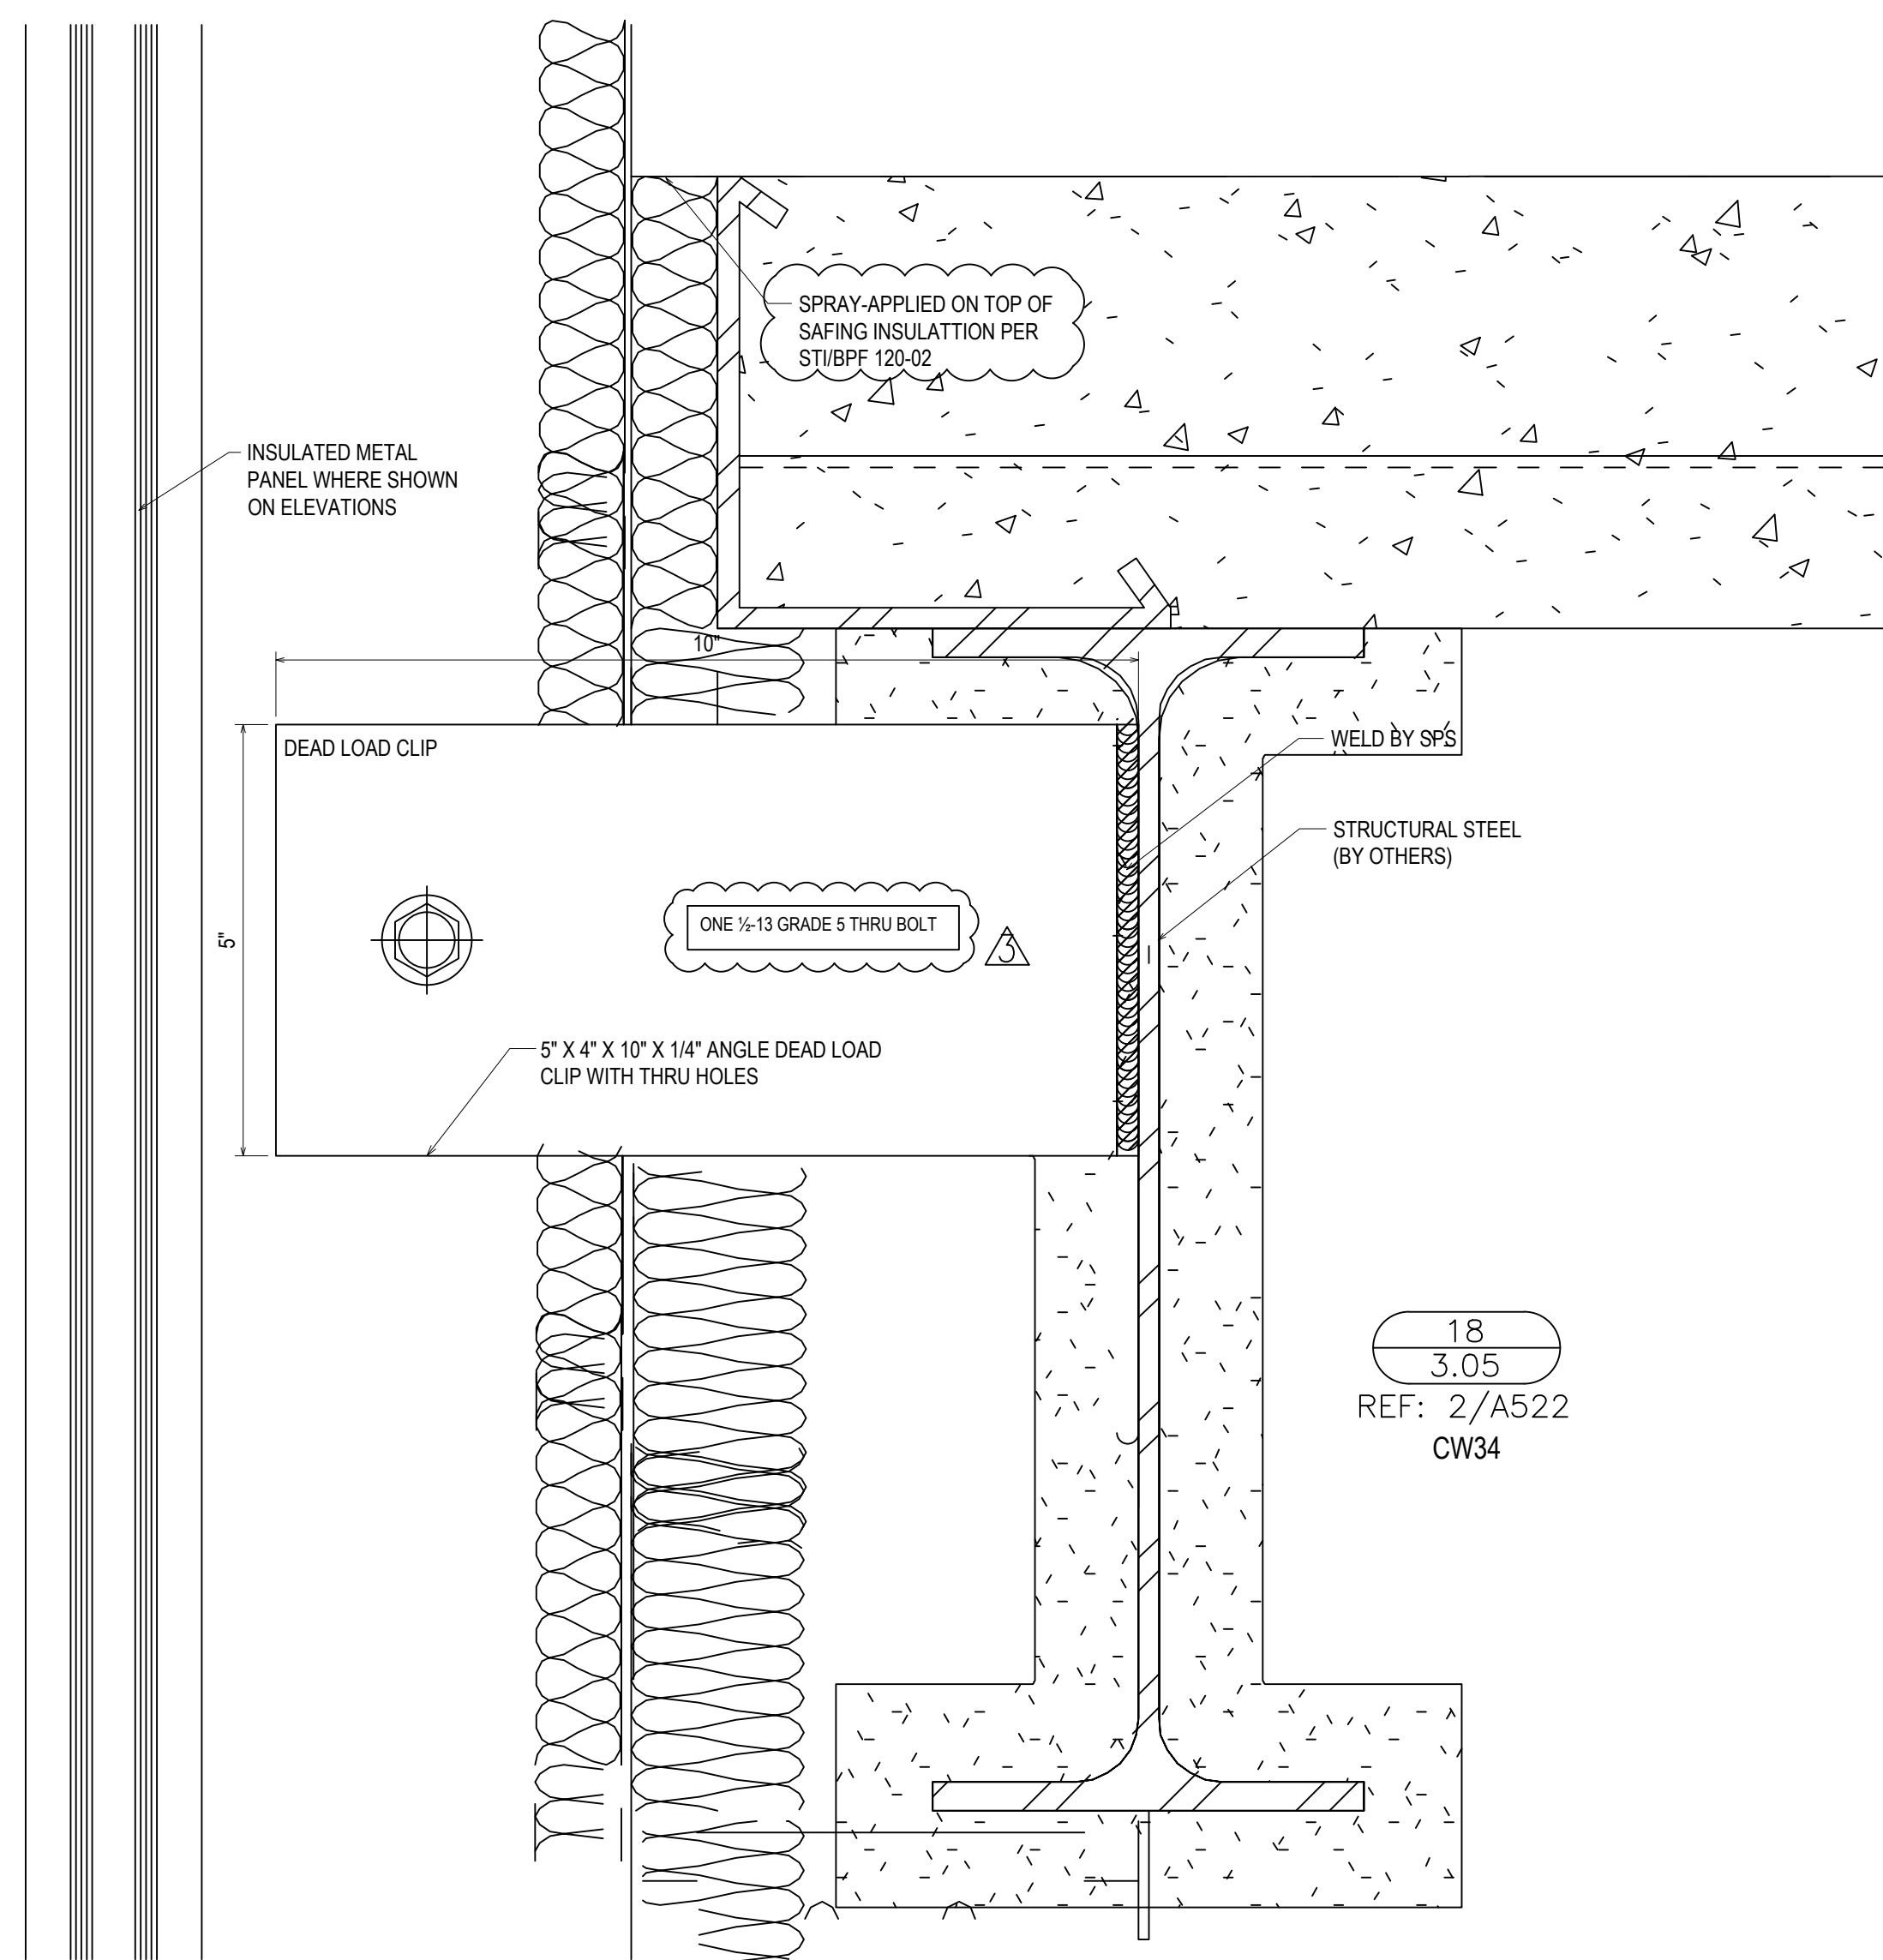 SPRAY-APPLIED ON TOP OF
SAFING INSULATTION PER
STI/BPF 120-02
INSULATED METAL
PANEL WHERE SHOWN
ON ELEVATIONS
10"
DEAD LOAD CLIP
WELD BY SPS
STRUCTURAL STEEL
(BY OTHERS)
ONE ½-13 GRADE 5 THRU BOLT
3
5"
5" X 4" X 10" X 1/4" ANGLE DEAD LOAD
CLIP WITH THRU HOLES
18
3.05
REF: 2/A522
CW34